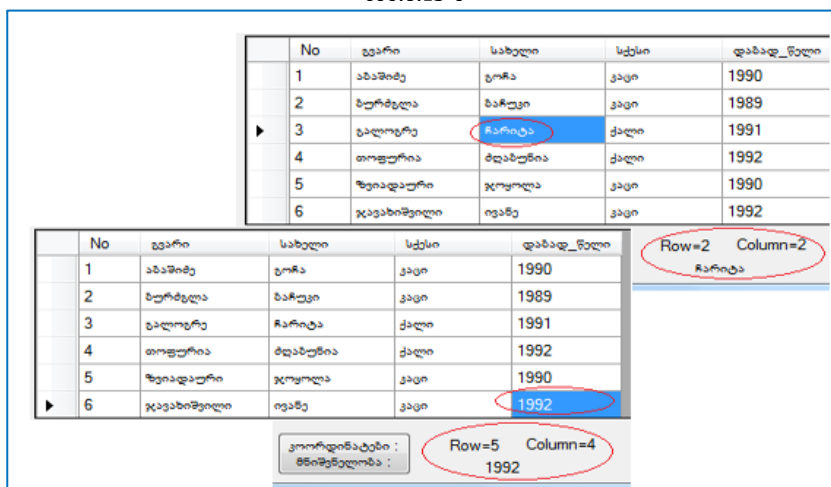 No გვარი სახელი სქესი დაბად_წელი
1 აბაშიძე გოჩა კაცი 1990
2 ბურძგლა ბაჩუკი კაცი 1989
3 გალოგრე ჩარიტა ქალი 1991
4 თოფურია ძღაბუნია ქალი 1992
5 ზვიადაური ჯოყოლა კაცი 1990
6 ჯავახიშვილი ივანე კაცი 1992
Row=2 Column=2
ჩარიტა
No გვარი სახელი სქესი დაბად_წელი
1 აბაშიძე გოჩა კაცი 1990
2 ბურძგლა ბაჩუკი კაცი 1989
3 გალოგრე ჩარიტა ქალი 1991
4 თოფურია ძღაბუნია ქალი 1992
5 ზვიადაური ჯოყოლა კაცი 1990
6 ჯავახიშვილი ივანე კაცი 1992
კოორდინატები :
მნიშვნელობა :
Row=5 Column=4
1992